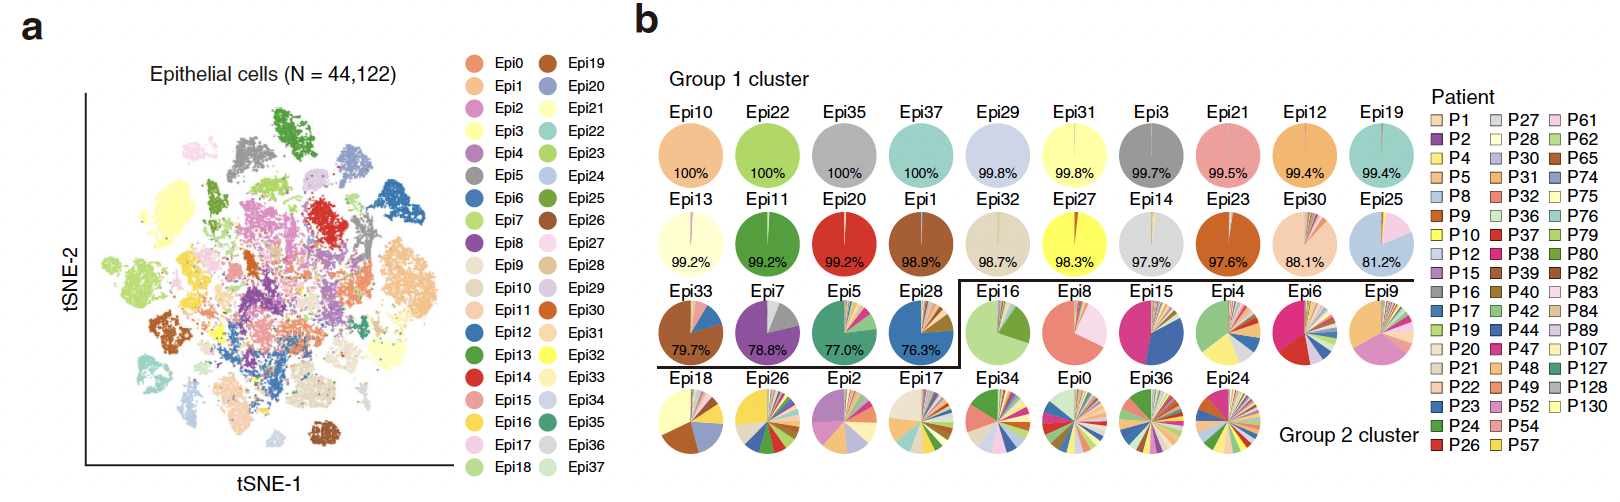 a
Epithelial cells (N = 44,122)
tSNE-2
tSNE-1
Epi0 Epi19
Epi1 Epi20
Epi2 Epi21
Epi3 Epi22
Epi4 Epi23
Epi5 Epi24
Epi6 Epi25
Epi7 Epi26
Epi8 Epi27
Epi9 Epi28
Epi10 Epi29
Epi11 Epi30
Epi12 Epi31
Epi13 Epi32
Epi14 Epi33
Epi15 Epi34
Epi16 Epi35
Epi17 Epi36
Epi18 Epi37
b
Group 1 cluster
Epi10 Epi22 Epi35 Epi37 Epi29 Epi31 Epi3 Epi21 Epi12 Epi19
100% 100% 100% 100% 99.8% 99.8% 99.7% 99.5% 99.4% 99.4%
Epi13 Epi11 Epi20 Epi1 Epi32 Epi27 Epi14 Epi23 Epi30 Epi25
99.2% 99.2% 99.2% 98.9% 98.7% 98.3% 97.9% 97.6% 88.1% 81.2%
Epi33 Epi7 Epi5 Epi28 Epi16 Epi8 Epi15 Epi4 Epi6 Epi9
79.7% 78.8% 77.0% 76.3%
Epi18 Epi26 Epi2 Epi17 Epi34 Epi0 Epi36 Epi24
Group 2 cluster
Patient
P1 P27 P61
P2 P28 P62
P4 P30 P65
P5 P31 P74
P8 P32 P75
P9 P36 P76
P10 P37 P79
P12 P38 P80
P15 P39 P82
P16 P40 P83
P17 P42 P84
P19 P44 P89
P20 P47 P107
P21 P48 P127
P22 P49 P128
P23 P52 P130
P24 P54
P26 P57